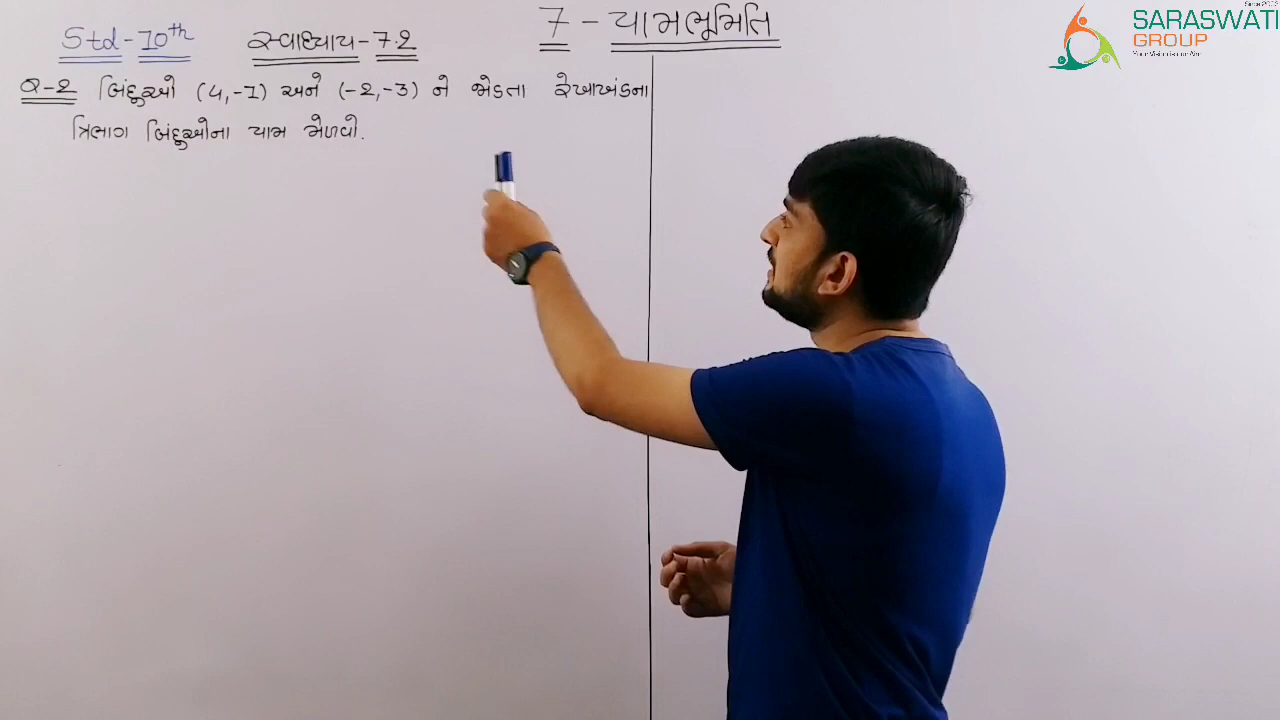 Std-10th સ્વાધ્યાય-7.2 7 - યામભૂમિતિ
Q-2 બિંદુઓ (4,-1) અને (-2,-3) ને જોડતા રેખાખંડના
ત્રિભાગ બિંદુઓના યામ મેળવો.
SARASWATI
GROUP